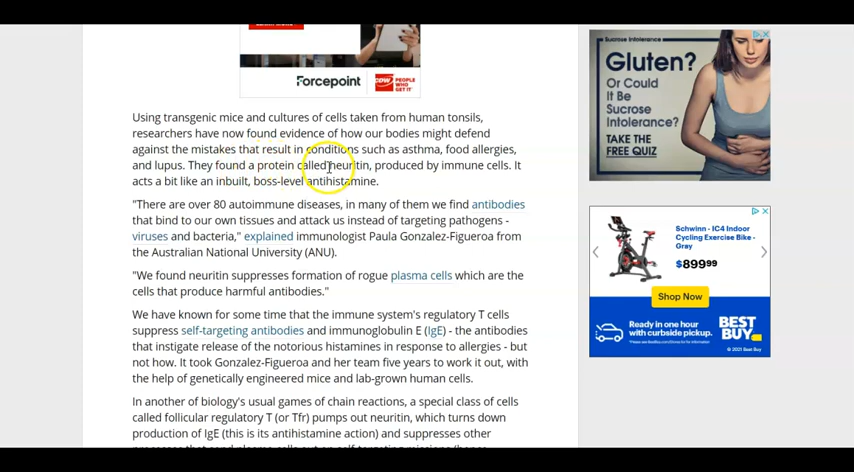 Forcepoint
CDW
PEOPLE
WHO
GET IT
Using transgenic mice and cultures of cells taken from human tonsils,
researchers have now found evidence of how our bodies might defend
against the mistakes that result in conditions such as asthma, food allergies,
and lupus. They found a protein called neuritin, produced by immune cells. It
acts a bit like an inbuilt, boss-level antihistamine.
"There are over 80 autoimmune diseases, in many of them we find antibodies
that bind to our own tissues and attack us instead of targeting pathogens -
viruses and bacteria," explained immunologist Paula Gonzalez-Figueroa from
the Australian National University (ANU).
"We found neuritin suppresses formation of rogue plasma cells which are the
cells that produce harmful antibodies."
We have known for some time that the immune system's regulatory T cells
suppress self-targeting antibodies and immunoglobulin E (IgE) - the antibodies
that instigate release of the notorious histamines in response to allergies - but
not how. It took Gonzalez-Figueroa and her team five years to work it out, with
the help of genetically engineered mice and lab-grown human cells.
In another of biology's usual games of chain reactions, a special class of cells
called follicular regulatory T (or Tfr) pumps out neuritin, which turns down
production of IgE (this is its antihistamine action) and suppresses other
Sucrose Intolerance
Gluten?
Or Could
It Be
Sucrose
Intolerance?
TAKE THE
FREE QUIZ
Schwinn - IC4 Indoor
Cycling Exercise Bike -
Gray
$899⁹⁹
Shop Now
Ready in one hour
with curbside pickup.
BEST
BUY
© 2021 Best Buy